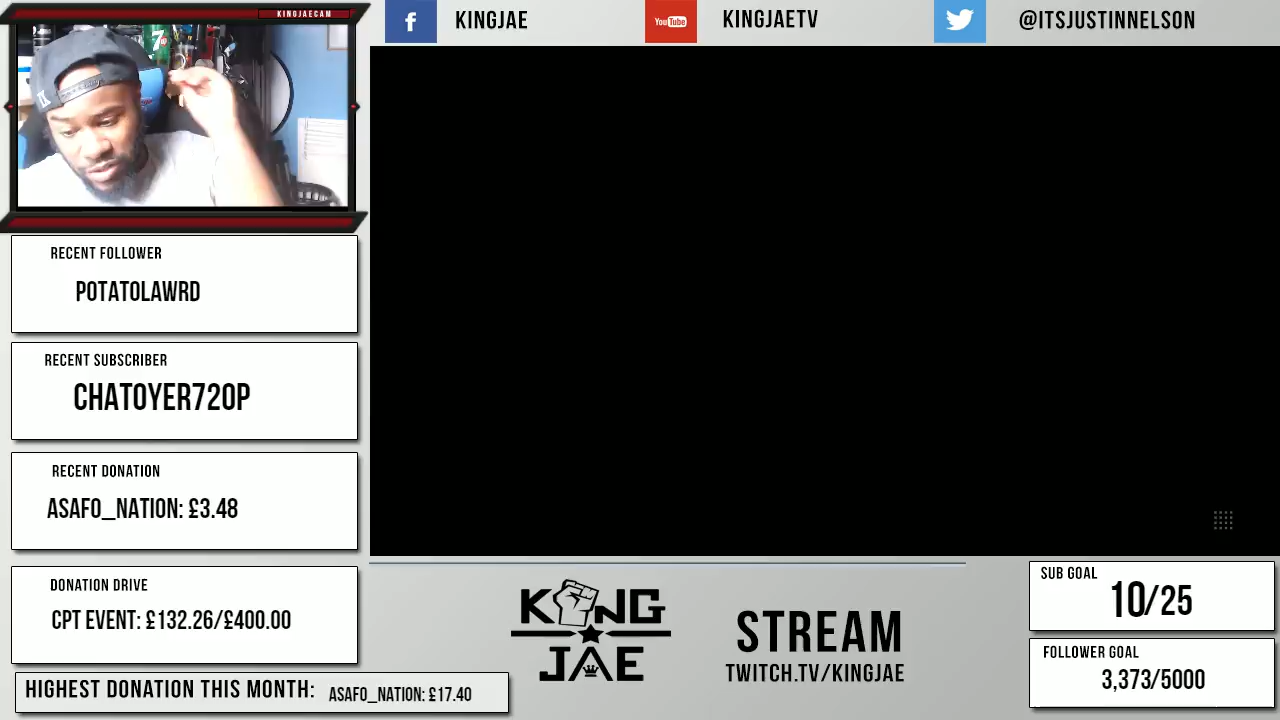 KINGJAECAM
KINGJAE
YouTube
KINGJAETV
@ITSJUSTINNELSON
RECENT FOLLOWER
POTATOLAWRD
RECENT SUBSCRIBER
CHATOYER720P
RECENT DONATION
ASAFO_NATION: £3.48
DONATION DRIVE
CPT EVENT: £132.26/£400.00
HIGHEST DONATION THIS MONTH: ASAFO_NATION: £17.40
KING
JAE
STREAM
TWITCH.TV/KINGJAE
SUB GOAL
10/25
FOLLOWER GOAL
3,373/5000